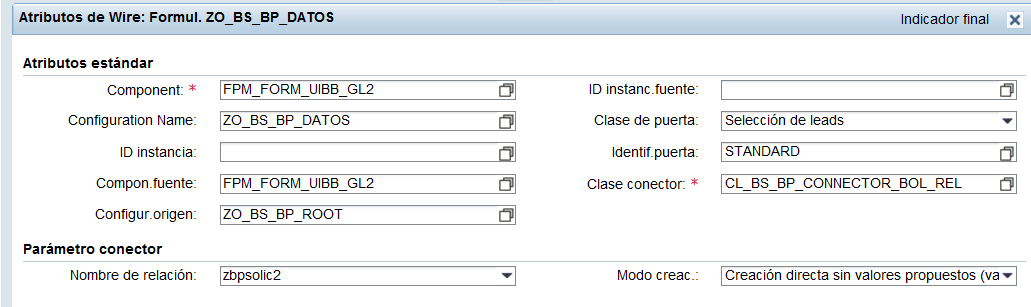 Atributos de Wire: Formul. ZO_BS_BP_DATOS Indicador final
Atributos estándar
Component: * FPM_FORM_UIBB_GL2 ID instanc.fuente:
Configuration Name: ZO_BS_BP_DATOS Clase de puerta: Selección de leads
ID instancia: Identif.puerta: STANDARD
Compon.fuente: FPM_FORM_UIBB_GL2 Clase conector: * CL_BS_BP_CONNECTOR_BOL_REL
Configur.origen: ZO_BS_BP_ROOT
Parámetro conector
Nombre de relación: zbpsolic2 Modo creac.: Creación directa sin valores propuestos (va